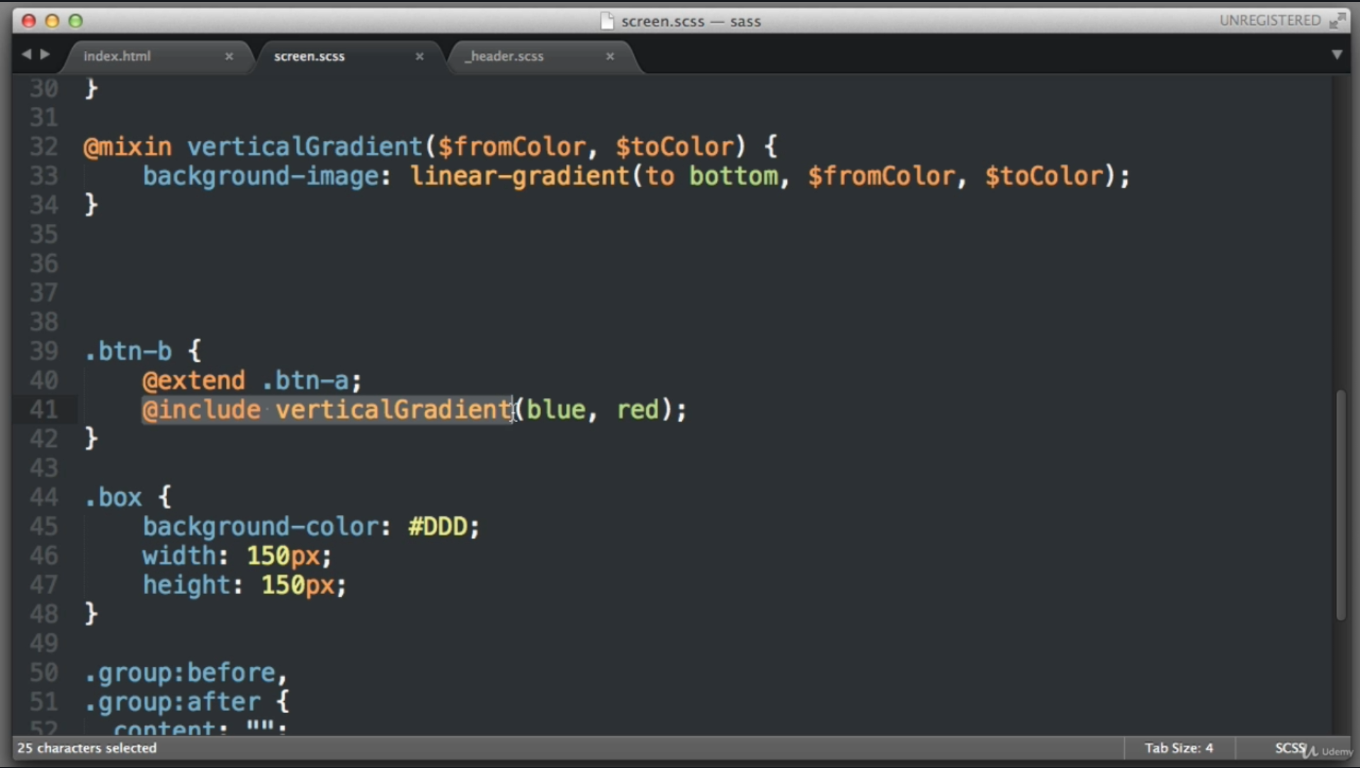 screen.scss — sass
UNREGISTERED
index.html × screen.scss × _header.scss ×
30 }
31
32 @mixin verticalGradient($fromColor, $toColor) {
33 background-image: linear-gradient(to bottom, $fromColor, $toColor);
34 }
35
36
37
38
39 .btn-b {
40 @extend .btn-a;
41 @include verticalGradient(blue, red);
42 }
43
44 .box {
45 background-color: #DDD;
46 width: 150px;
47 height: 150px;
48 }
49
50 .group:before,
51 .group:after {
52 content: "";
25 characters selected
Tab Size: 4
SCSS
Udemy